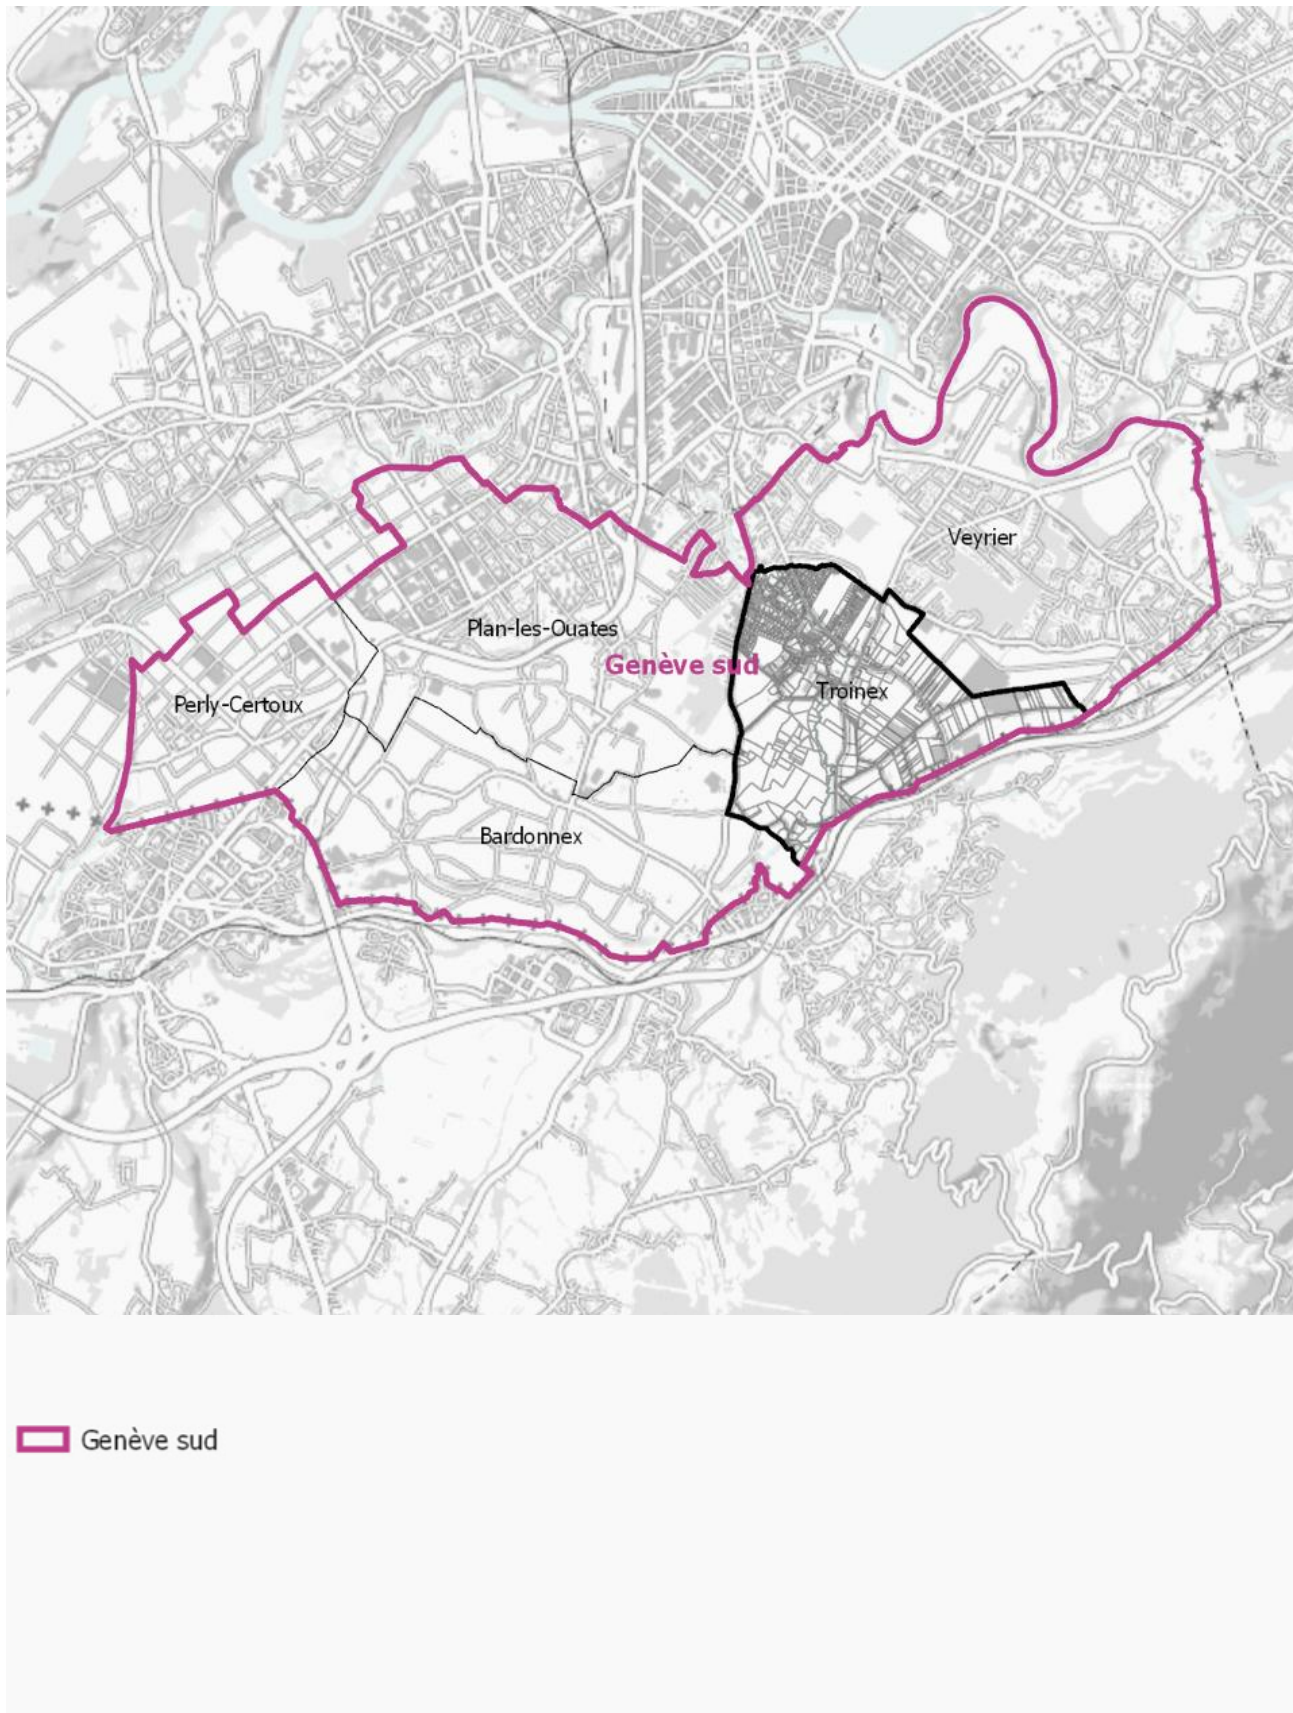 Veyrier
Plan-les-Ouates
Genève sud
Troinex
Perly-Certoux
Bardonnex
Genève sud